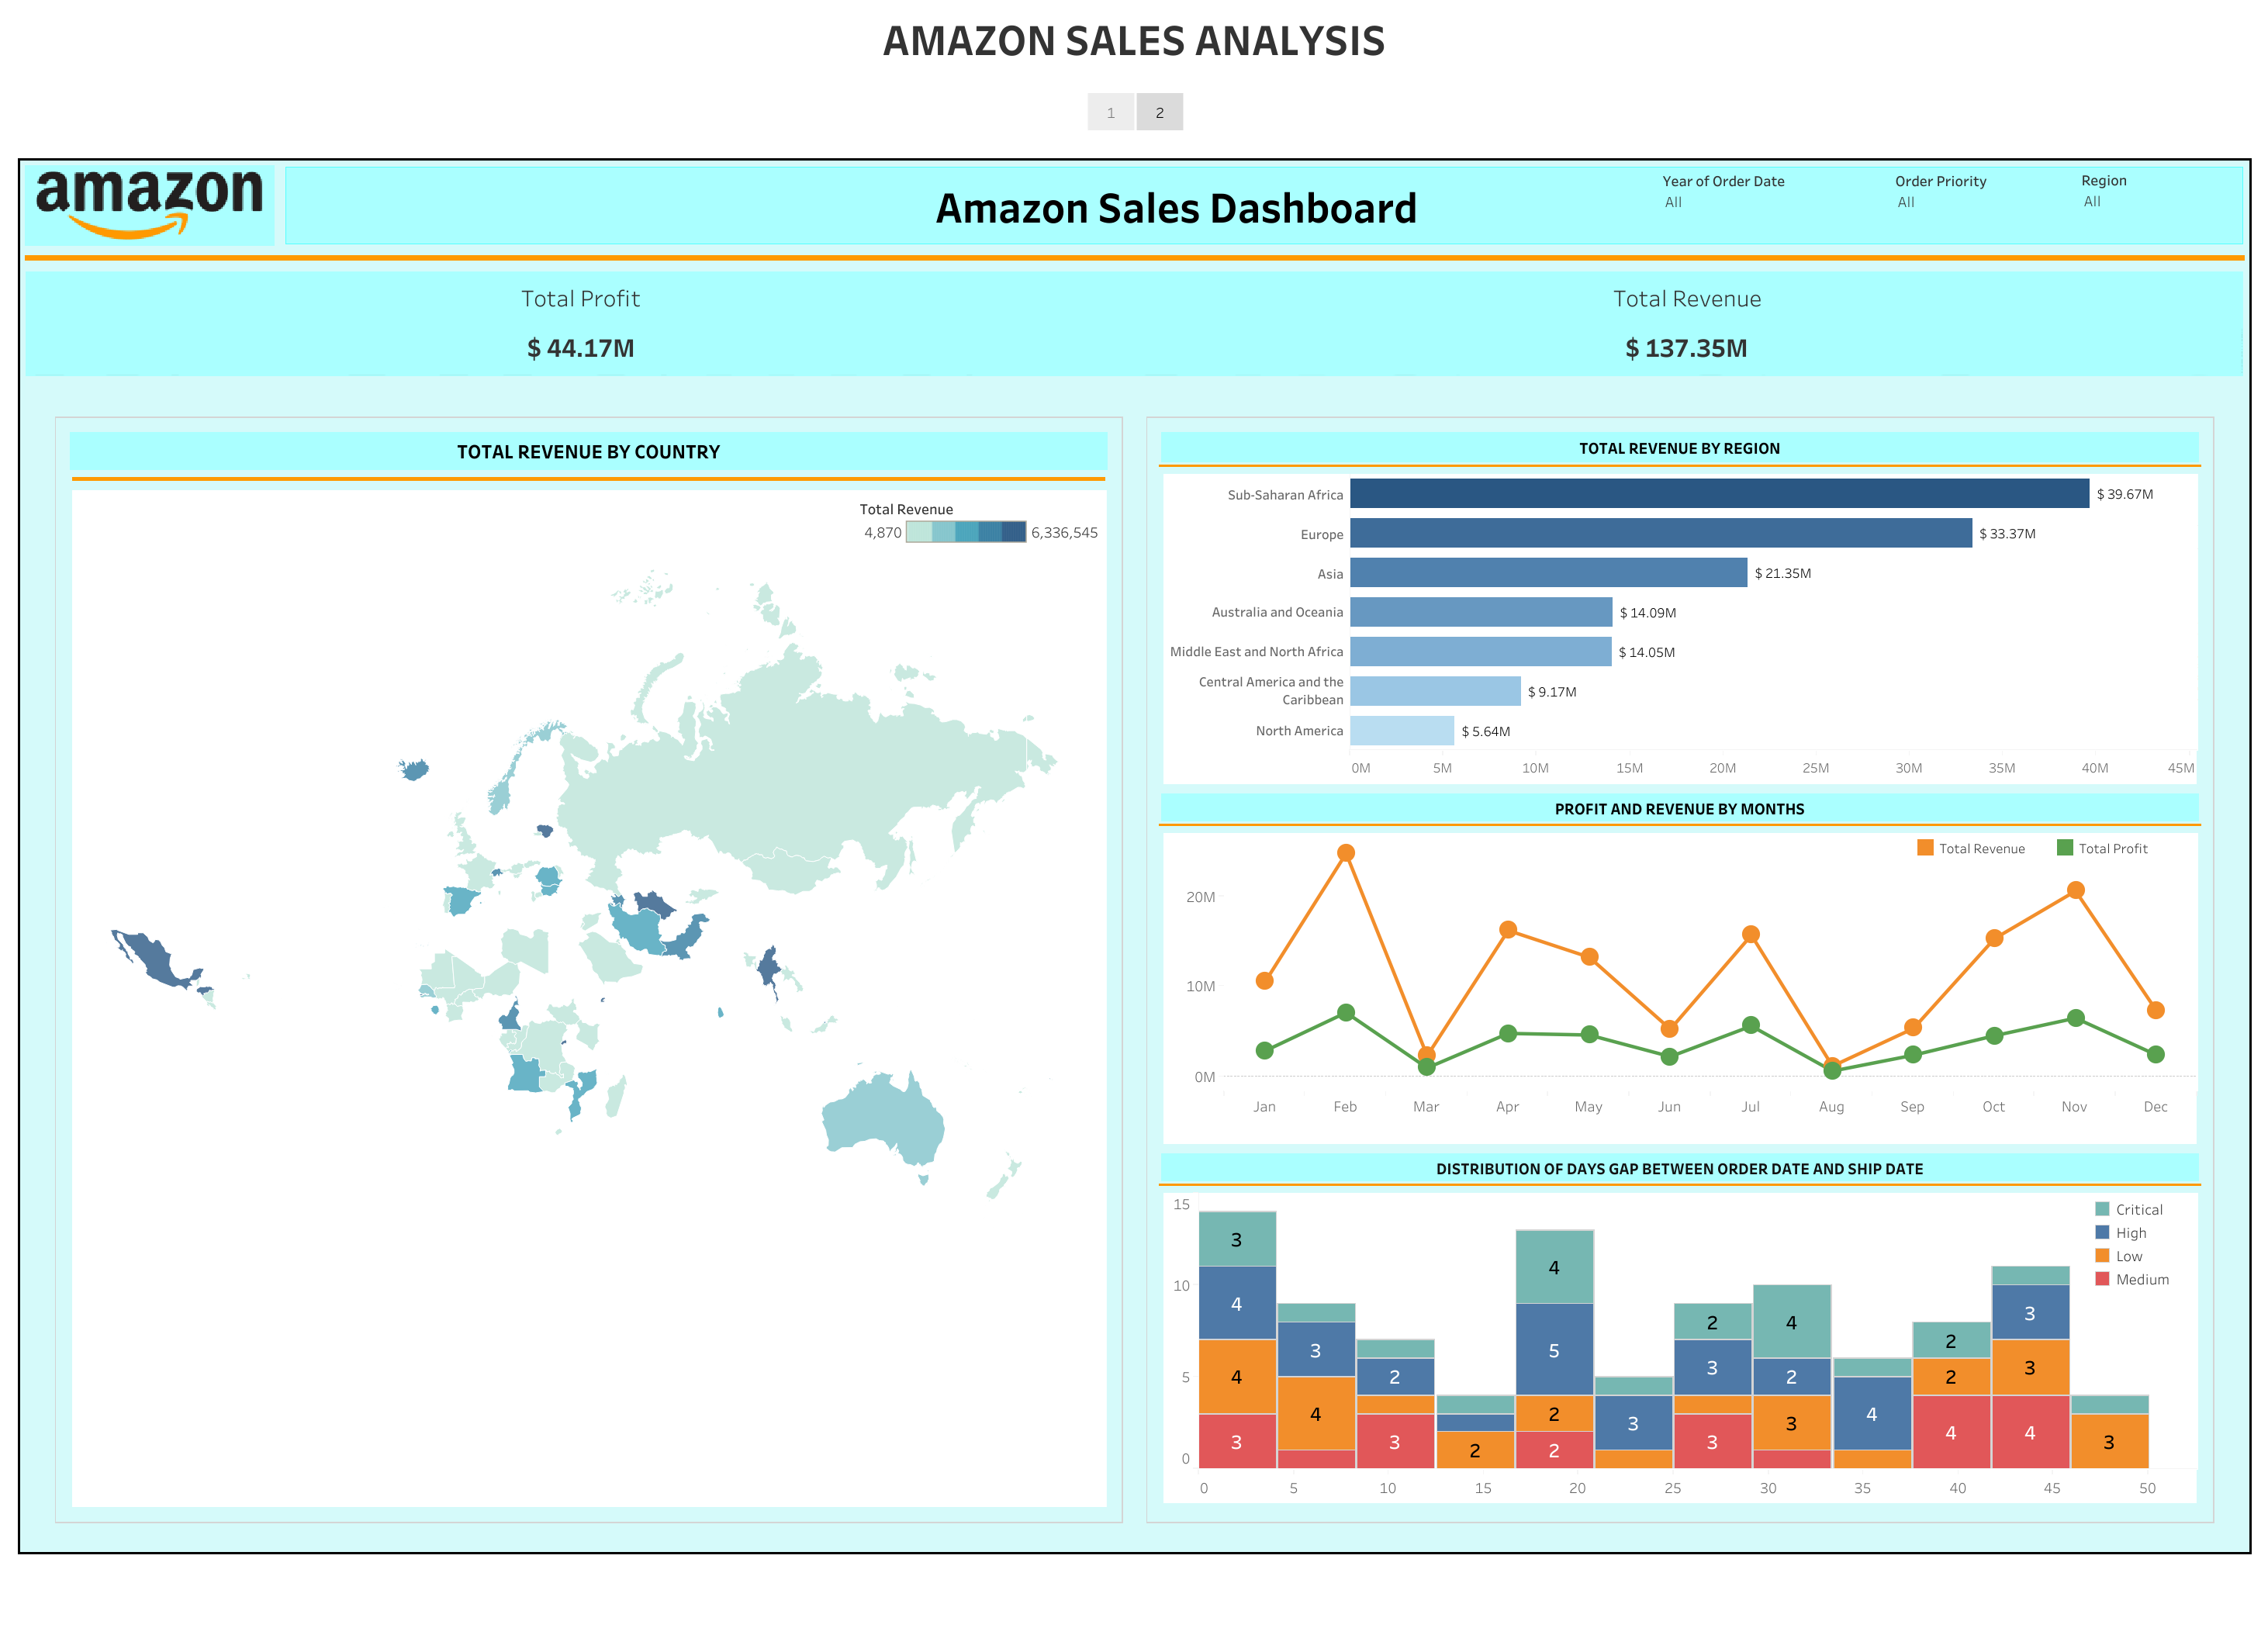 AMAZON SALES ANALYSIS
1 2
amazon
Amazon Sales Dashboard
Year of Order Date
All
Order Priority
All
Region
All
Total Profit
$ 44.17M
Total Revenue
$ 137.35M
TOTAL REVENUE BY COUNTRY
Total Revenue
4,870 6,336,545
TOTAL REVENUE BY REGION
Sub-Saharan Africa $ 39.67M
Europe $ 33.37M
Asia $ 21.35M
Australia and Oceania $ 14.09M
Middle East and North Africa $ 14.05M
Central America and the
Caribbean $ 9.17M
North America $ 5.64M
0M 5M 10M 15M 20M 25M 30M 35M 40M 45M
PROFIT AND REVENUE BY MONTHS
Total Revenue Total Profit
20M
10M
0M
Jan Feb Mar Apr May Jun Jul Aug Sep Oct Nov Dec
DISTRIBUTION OF DAYS GAP BETWEEN ORDER DATE AND SHIP DATE
Critical
High
Low
Medium
15
10
5
0
3
4
4
3
3
4
2
3
2
4
5
2
2
3
2
3
3
4
2
3
4
2
2
4
3
3
4
3
0 5 10 15 20 25 30 35 40 45 50